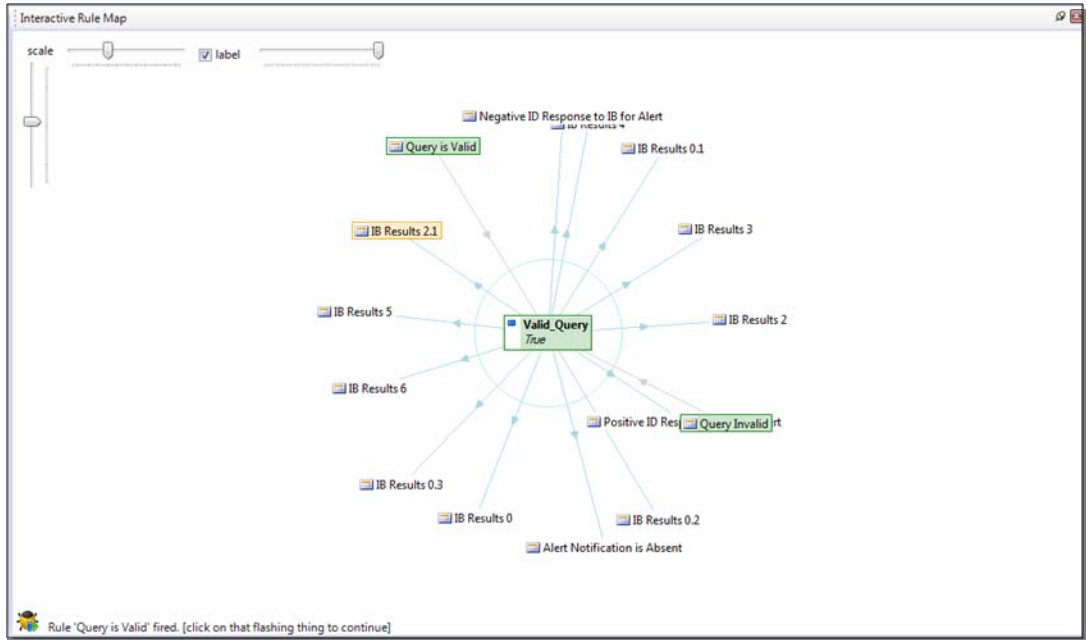 Interactive Rule Map
scale
label
Negative ID Response to IB for Alert
IB Results 4
Query is Valid
IB Results 0.1
IB Results 2.1
IB Results 3
IB Results 5
Valid_Query
True
IB Results 2
IB Results 6
Positive ID Res
Query Invalid
rt
IB Results 0.3
IB Results 0
IB Results 0.2
Alert Notification is Absent
Rule 'Query is Valid' fired. [click on that flashing thing to continue]